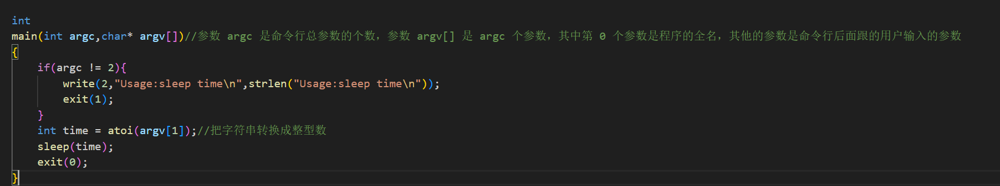 int
main(int argc,char* argv[])//参数 argc 是命令行总参数的个数，参数 argv[] 是 argc 个参数，其中第 0 个参数是程序的全名，其他的参数是命令行后面跟的用户输入的参数
{
    if(argc != 2){
        write(2,"Usage:sleep time\n",strlen("Usage:sleep time\n"));
        exit(1);
    }
    int time = atoi(argv[1]);//把字符串转换成整型数
    sleep(time);
    exit(0);
}